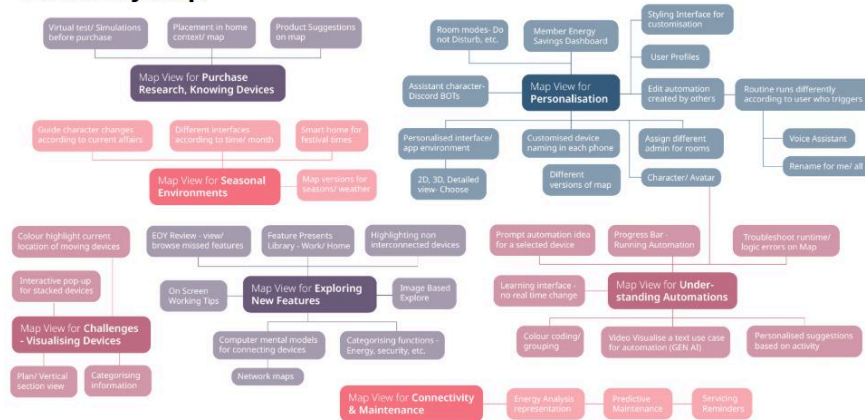 Virtual test/ Simulations
before purchase
Placement in home
context/ map
Product Suggestions
on map
Map View for Purchase
Research, Knowing Devices
Room modes- Do
not Disturb, etc.
Member Energy
Savings Dashboard
Styling Interface for
customisation
User Profiles
Assistant character-
Discord BOTs
Map View for
Personalisation
Edit automation
created by others
Routine runs differently
according to user who triggers
Voice Assistant
Rename for me/ all
Personalised interface/
app environment
Customised device
naming in each phone
Assign different
admin for rooms
2D, 3D, Detailed
view- Choose
Different
versions of map
Character/ Avatar
Guide character changes
according to current affairs
Different interfaces
according to time/ month
Smart home for
festival times
Map View for Seasonal
Environments
Map versions for
seasons/ weather
Colour highlight current
location of moving devices
Interactive pop-up
for stacked devices
Map View for Challenges
- Visualising Devices
Plan/ Vertical
section view
Categorising
information
EOY Review - view/
browse missed features
Feature Presents
Library - Work/ Home
Highlighting non
interconnected devices
On Screen
Working Tips
Map View for Exploring
New Features
Image Based
Explore
Computer mental models
for connecting devices
Categorising functions -
Energy, security, etc.
Network maps
Prompt automation idea
for a selected device
Progress Bar -
Running Automation
Troubleshoot runtime/
logic errors on Map
Learning interface -
no real time change
Map View for Under-
standing Automations
Colour coding/
grouping
Video Visualise a text use case
for automation (GEN AI)
Personalised suggestions
based on activity
Map View for Connectivity
& Maintenance
Energy Analysis
representation
Predictive
Maintenance
Servicing
Reminders